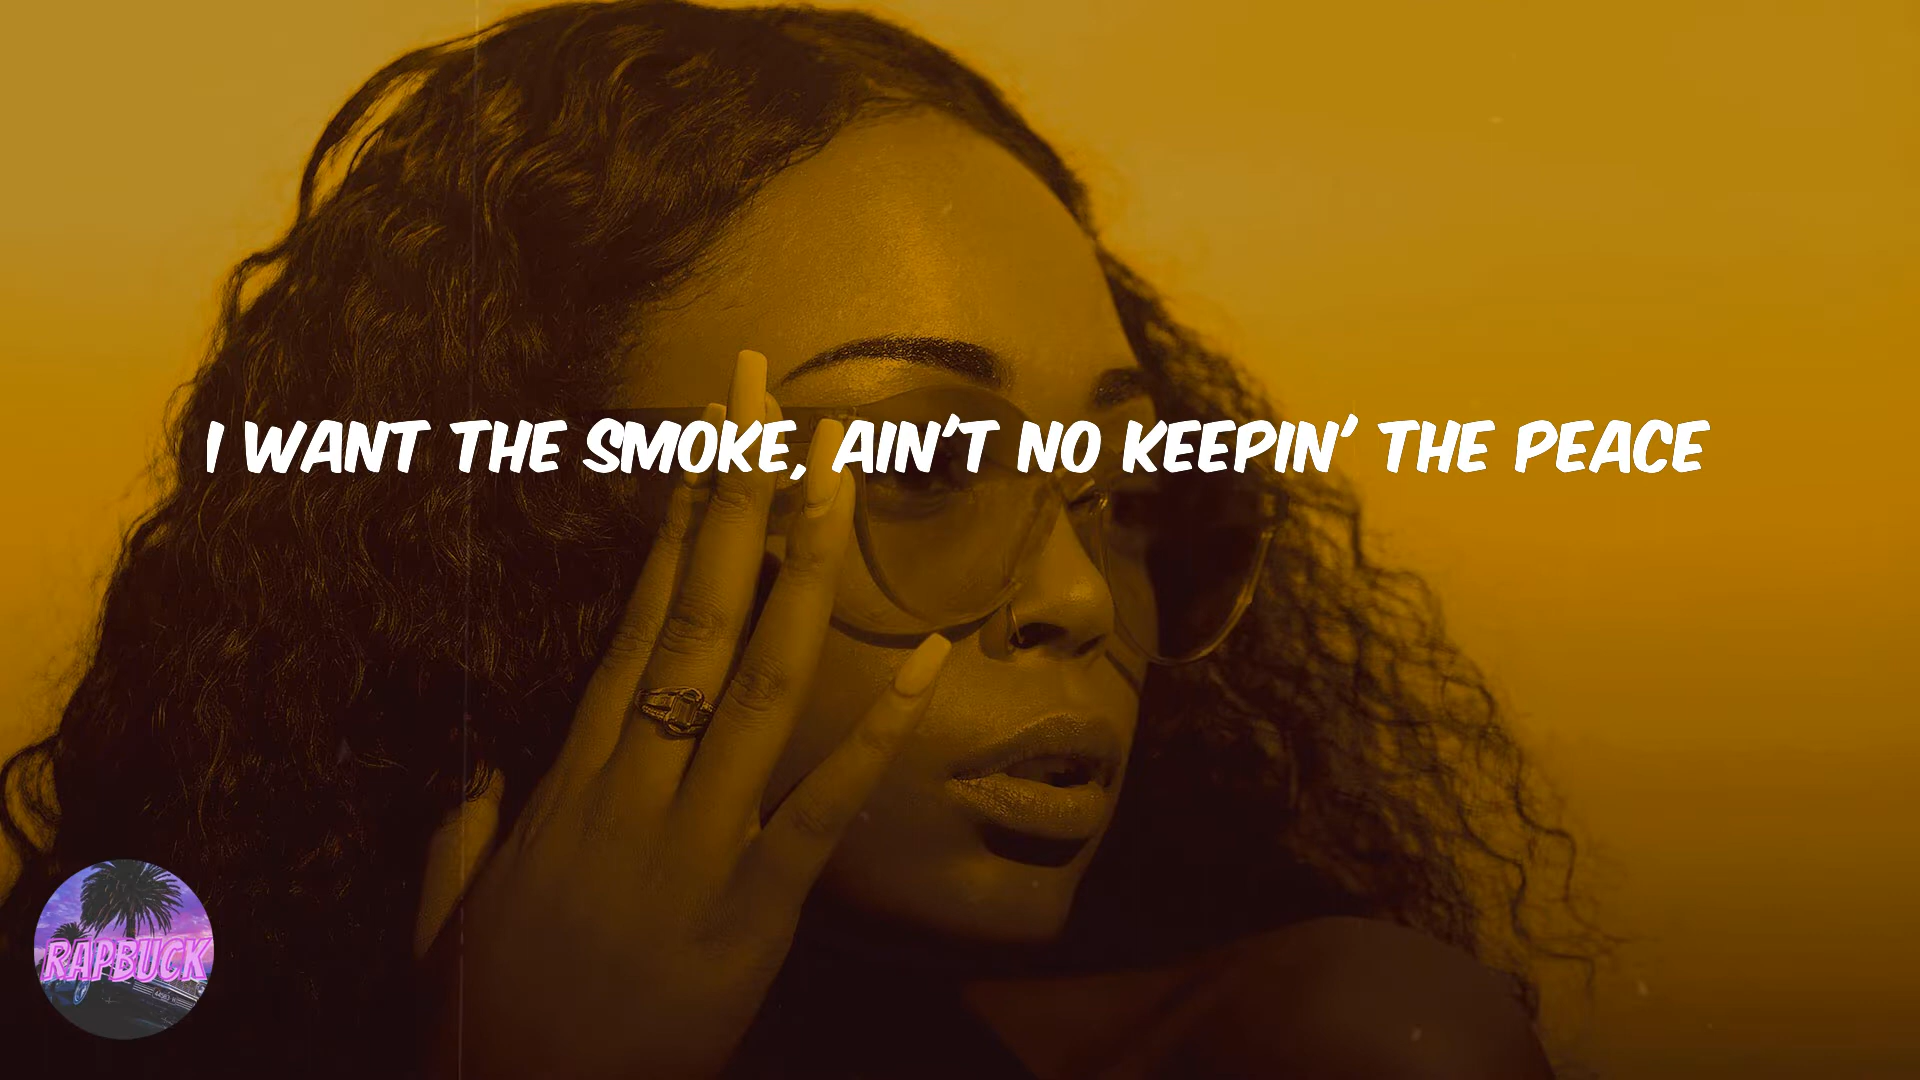 I WANT THE SMOKE, AIN'T NO KEEPIN' THE PEACE
RAPBUCK